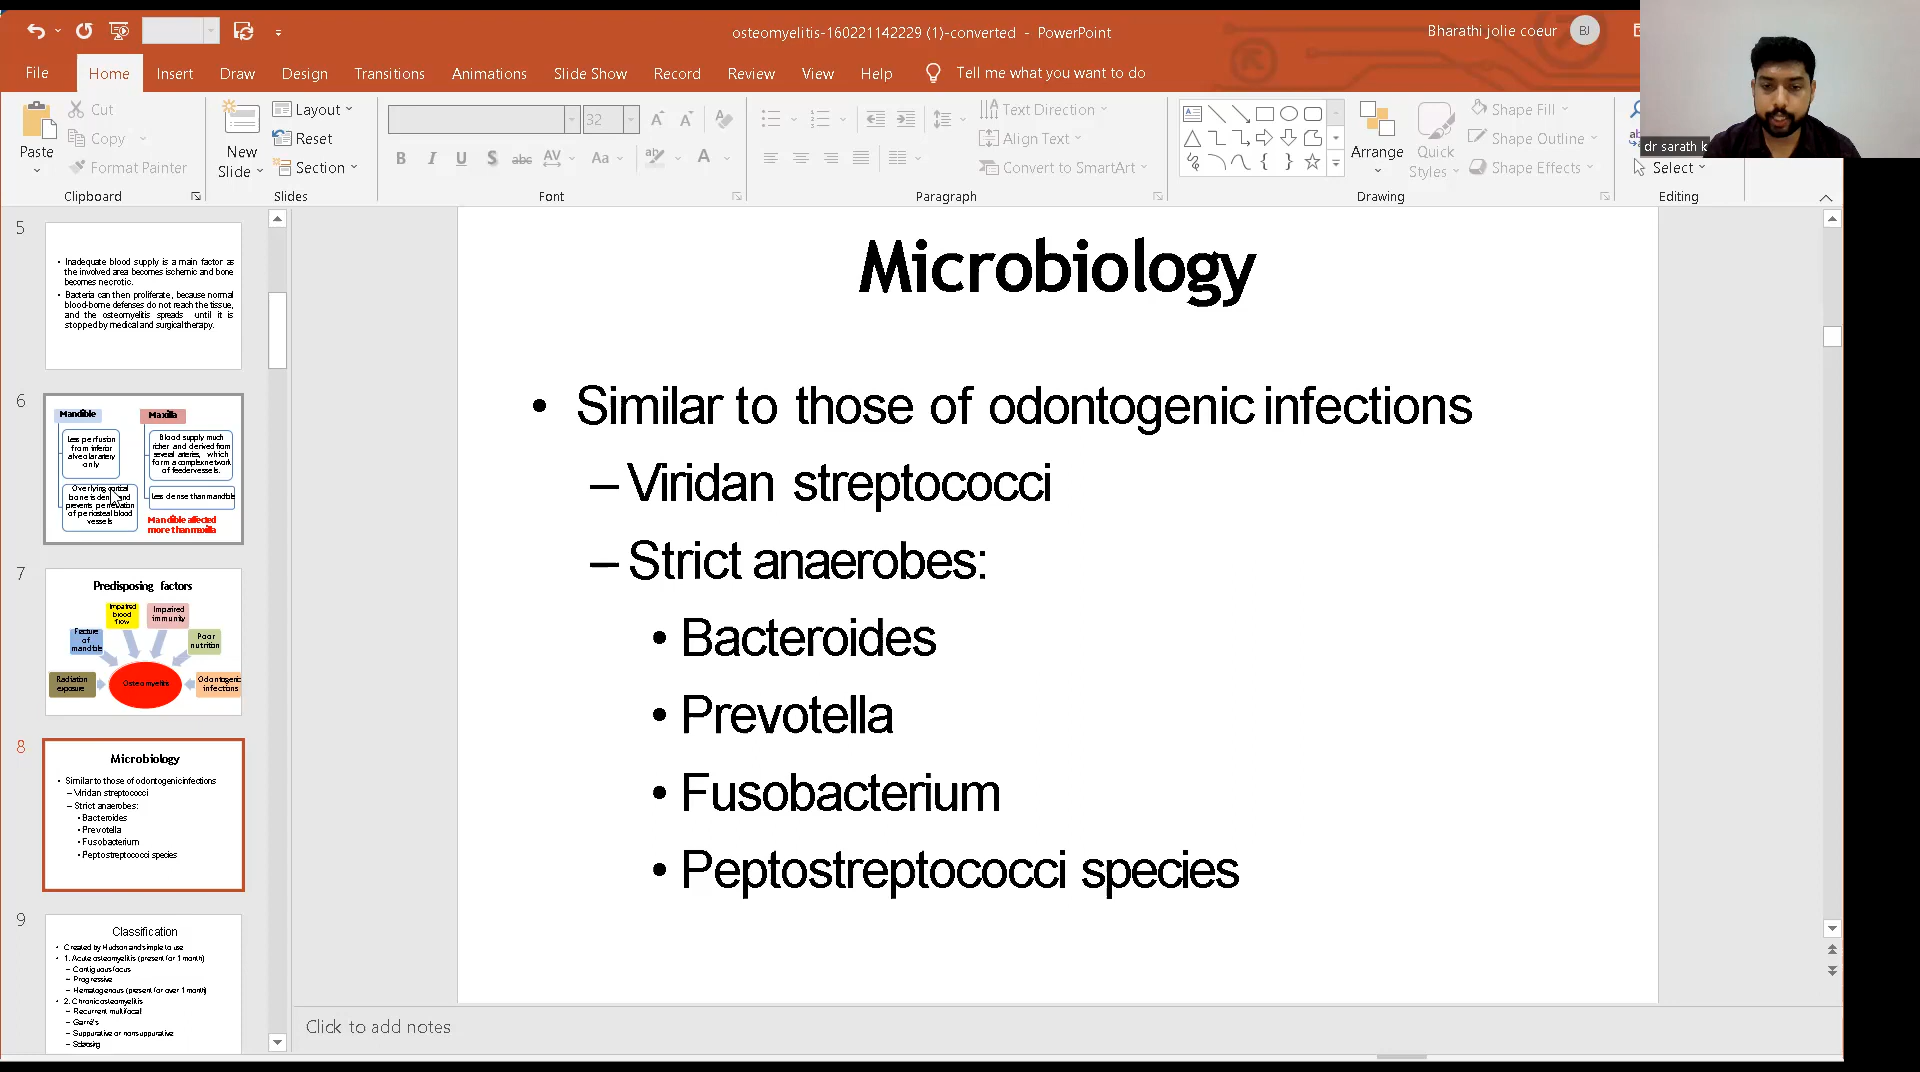 osteomyelitis-160221142229 (1)-converted - PowerPoint
Bharathi jolie coeur
BJ
File
Home
Insert
Draw
Design
Transitions
Animations
Slide Show
Record
Review
View
Help
Tell me what you want to do
Paste
Cut
Copy
Format Painter
Clipboard
New
Slide
Layout
Reset
Section
Slides
32
Font
Paragraph
Text Direction
Align Text
Convert to SmartArt
Arrange
Quick
Styles
Drawing
Shape Fill
Shape Outline
Shape Effects
Select
Editing
dr sarath k
5
• Inadequate blood supply is a main factor as
the involved area becomes ischemic and bone
becomes necrotic.
• Bacteria can then proliferate, because normal
blood-borne defenses do not reach the tissue,
and the osteomyelitis spreads until it is
stopped by medical and surgical therapy.
6
Mandible
Less perfusion
from inferior
alveolar artery
only
Overlying cortical
bone is dense and
prevents penetration
of periosteal blood
vessels
Maxilla
Blood supply much
richer and derived from
several arteries, which
form a complex network
of feeder vessels.
Less dense than mandible
Mandible affected
more than maxilla
7
Predisposing factors
Impaired
blood
flow
Impaired
immunity
Facture
of
mandible
Poor
nutrition
Radiation
exposure
Osteomyelitis
Odontogenic
infections
8
Microbiology
• Similar to those of odontogenic infections
– Viridan streptococci
– Strict anaerobes:
• Bacteroides
• Prevotella
• Fusobacterium
• Peptostreptococci species
9
Classification
• Created by Hudson and simple to use
• 1. Acute osteomyelitis (present for 1 month)
– Contiguous focus
– Progressive
– Hematogenous (present for over 1 month)
• 2. Chronic osteomyelitis
– Recurrent multifocal
– Garré's
– Suppurative or nonsuppurative
– Sclerosing
Microbiology
• Similar to those of odontogenic infections
– Viridan streptococci
– Strict anaerobes:
• Bacteroides
• Prevotella
• Fusobacterium
• Peptostreptococci species
Click to add notes